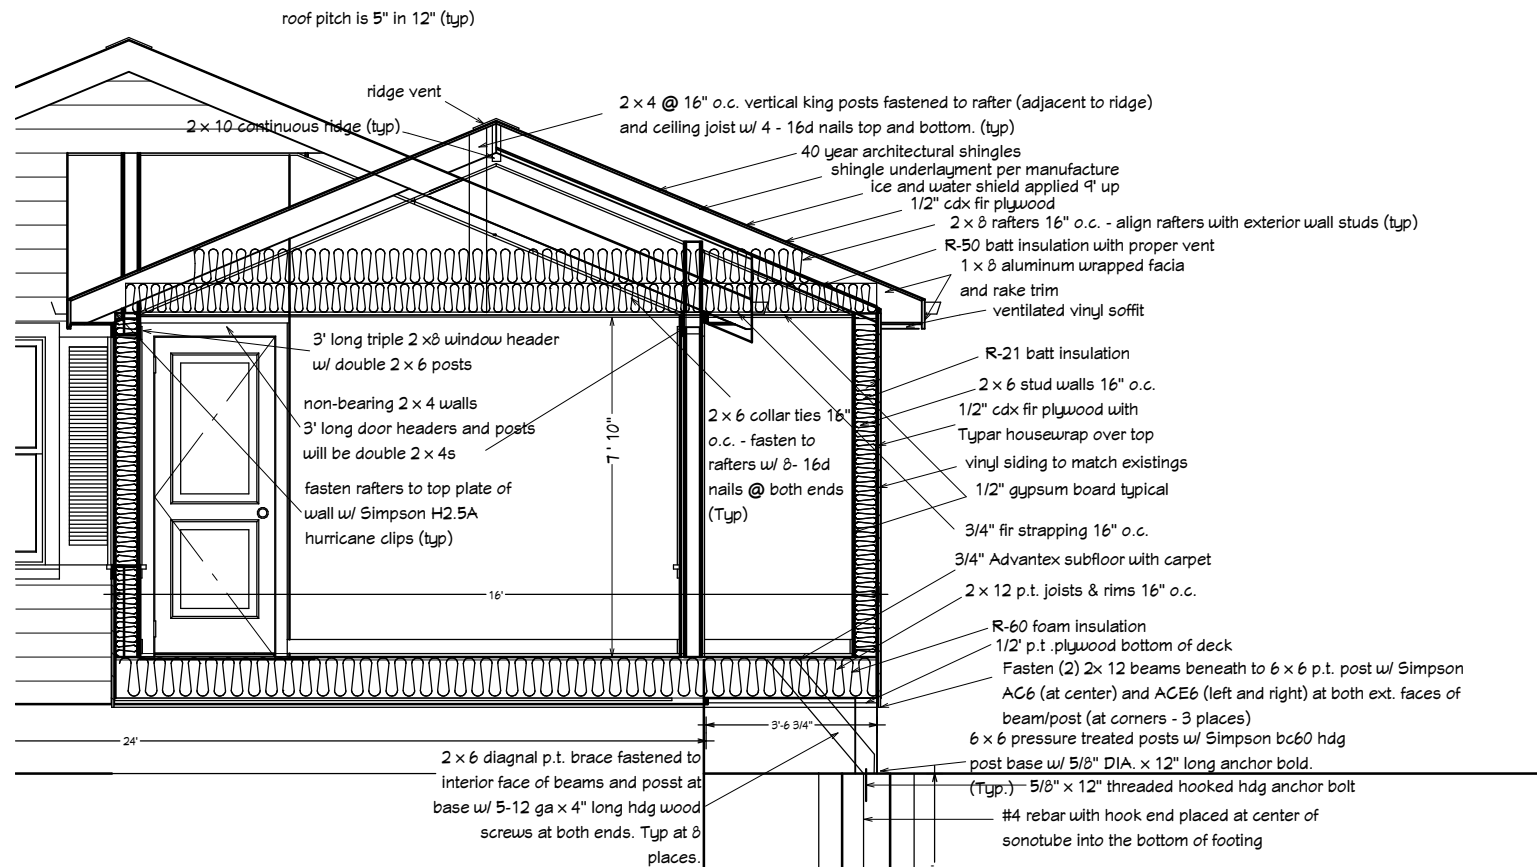 roof pitch is 5" in 12" (typ)
ridge vent
2 x 10 continuous ridge (typ)
2 x 4 @ 16" o.c. vertical king posts fastened to rafter (adjacent to ridge)
and ceiling joist w/ 4 - 16d nails top and bottom. (typ)
40 year architectural shingles
shingle underlayment per manufacture
ice and water shield applied 9' up
1/2" cdx fir plywood
2 x 8 rafters 16" o.c. - align rafters with exterior wall studs (typ)
R-50 batt insulation with proper vent
1 x 8 aluminum wrapped facia
and rake trim
ventilated vinyl soffit
3' long triple 2 x8 window header
w/ double 2 x 6 posts
non-bearing 2 x 4 walls
3' long door headers and posts
will be double 2 x 4s
fasten rafters to top plate of
wall w/ Simpson H2.5A
hurricane clips (typ)
7' 10"
2 x 6 collar ties 16"
o.c. - fasten to
rafters w/ 8- 16d
nails @ both ends
(Typ)
R-21 batt insulation
2 x 6 stud walls 16" o.c.
1/2" cdx fir plywood with
Typar housewrap over top
vinyl siding to match existings
1/2" gypsum board typical
3/4" fir strapping 16" o.c.
3/4" Advantex subfloor with carpet
2 x 12 p.t. joists & rims 16" o.c.
16'
R-60 foam insulation
1/2' p.t .plywood bottom of deck
Fasten (2) 2x 12 beams beneath to 6 x 6 p.t. post w/ Simpson
AC6 (at center) and ACE6 (left and right) at both ext. faces of
beam/post (at corners - 3 places)
3'-6 3/4"
24'
6 x 6 pressure treated posts w/ Simpson bc60 hdg
post base w/ 5/8" DIA. x 12" long anchor bold.
(Typ.)
5/8" x 12" threaded hooked hdg anchor bolt
#4 rebar with hook end placed at center of
sonotube into the bottom of footing
2 x 6 diagnal p.t. brace fastened to
interior face of beams and posst at
base w/ 5-12 ga x 4" long hdg wood
screws at both ends. Typ at 8
places.